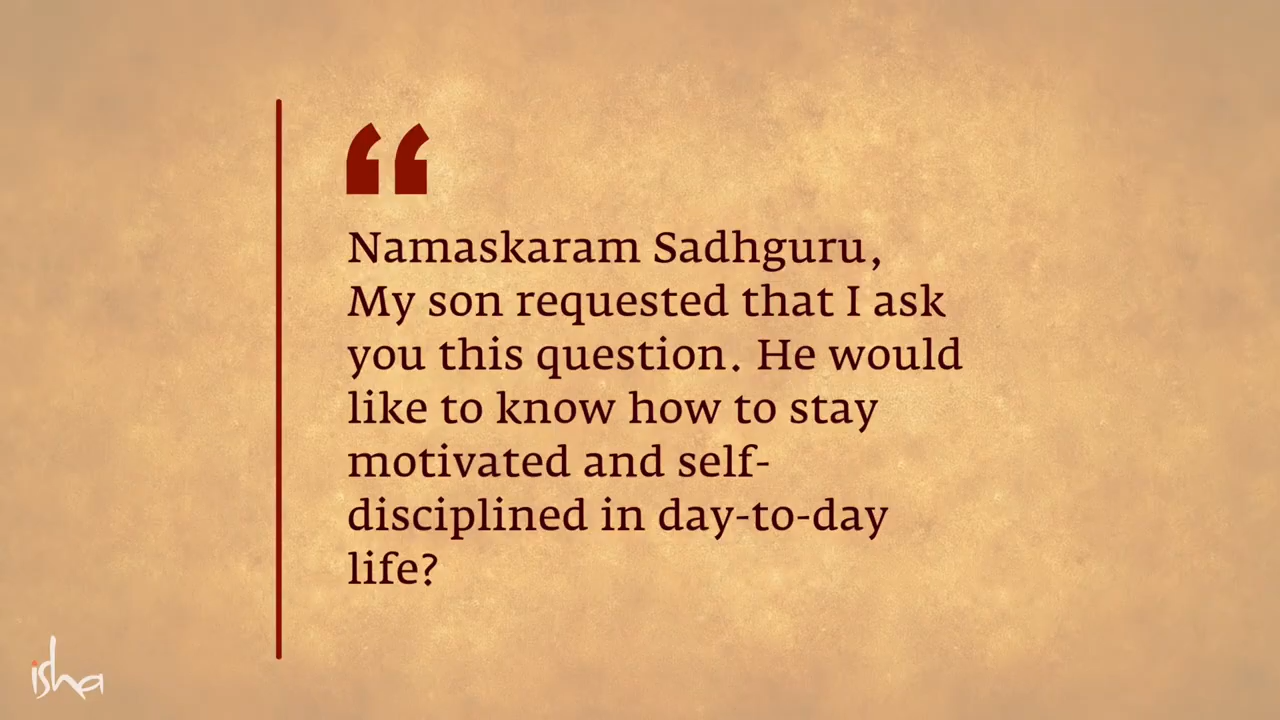 “
Namaskaram Sadhguru,
My son requested that I ask
you this question. He would
like to know how to stay
motivated and self-
disciplined in day-to-day
life?
isha